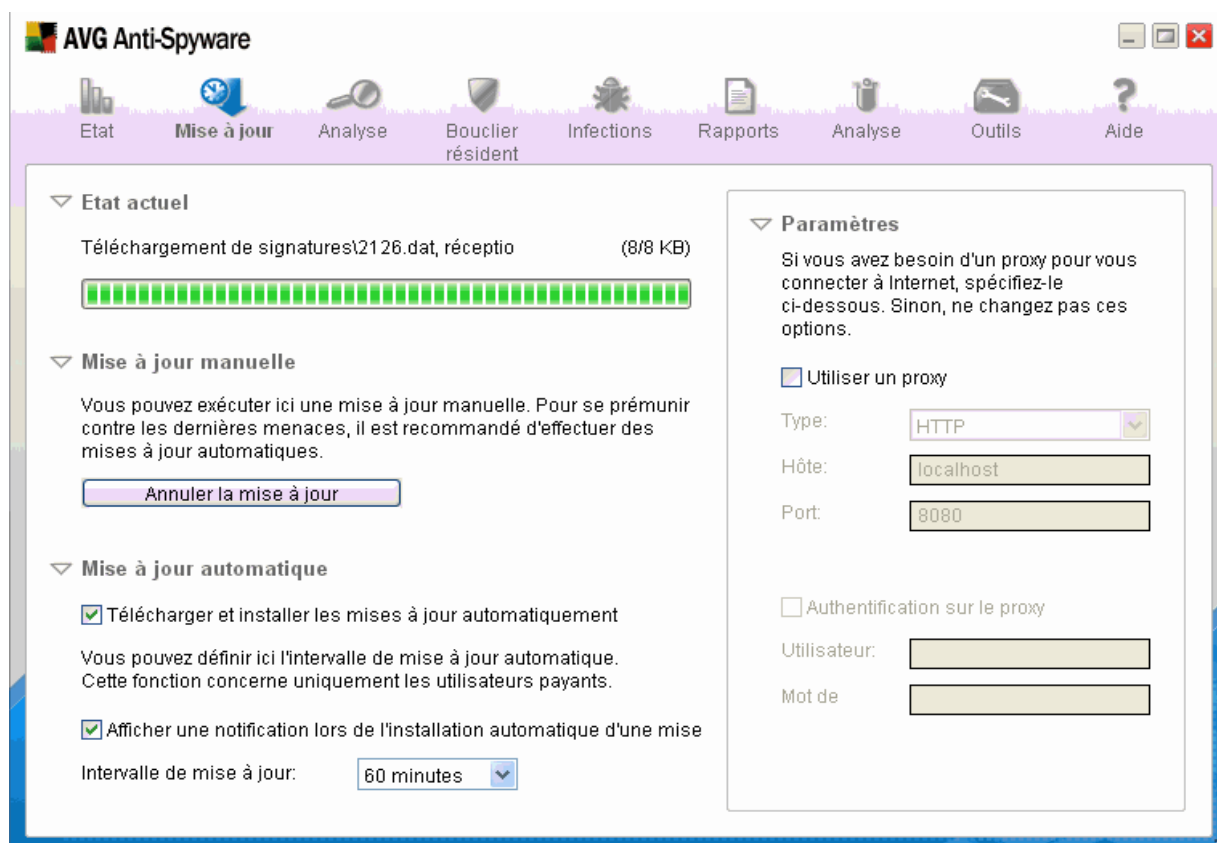 AVG Anti-Spyware
Etat
Mise à jour
Analyse
Bouclier
résident
Infections
Rapports
Analyse
Outils
Aide
Etat actuel
Téléchargement de signatures\2126.dat, réceptio (8/8 KB)
Mise à jour manuelle
Vous pouvez exécuter ici une mise à jour manuelle. Pour se prémunir
contre les dernières menaces, il est recommandé d'effectuer des
mises à jour automatiques.
Annuler la mise à jour
Mise à jour automatique
Télécharger et installer les mises à jour automatiquement
Vous pouvez définir ici l'intervalle de mise à jour automatique.
Cette fonction concerne uniquement les utilisateurs payants.
Afficher une notification lors de l'installation automatique d'une mise
Intervalle de mise à jour: 60 minutes
Paramètres
Si vous avez besoin d'un proxy pour vous
connecter à Internet, spécifiez-le
ci-dessous. Sinon, ne changez pas ces
options.
Utiliser un proxy
Type: HTTP
Hôte: localhost
Port: 8080
Authentification sur le proxy
Utilisateur:
Mot de